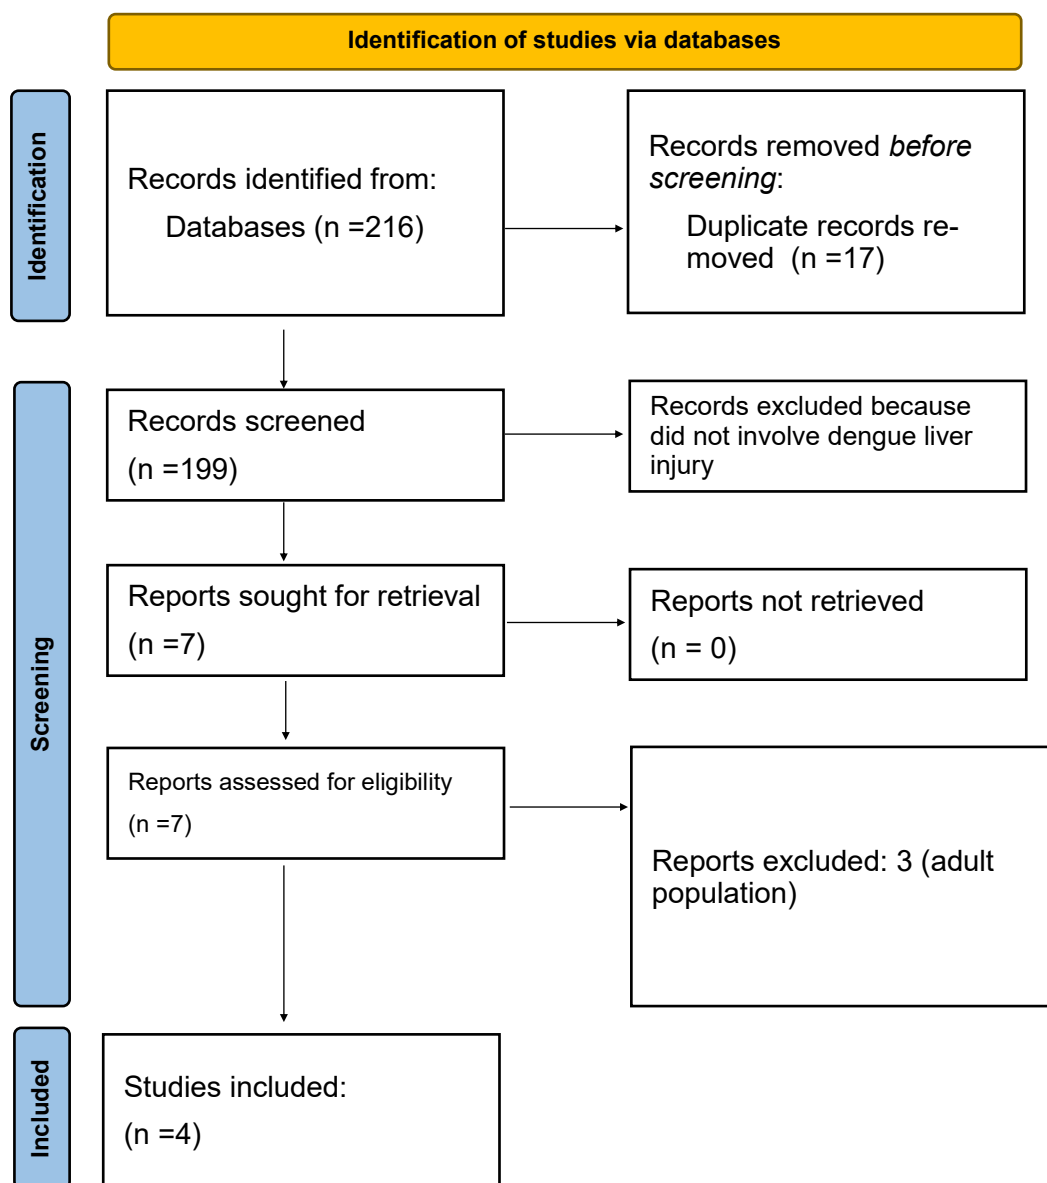 Identification of studies via databases
Identification
Records identified from:
Databases (n =216)
Records removed before
screening:
Duplicate records re-
moved  (n =17)
Screening
Records screened
(n =199)
Records excluded because
did not involve dengue liver
injury
Reports sought for retrieval
(n =7)
Reports not retrieved
(n = 0)
Reports assessed for eligibility
(n =7)
Reports excluded: 3 (adult
population)
Included
Studies included:
(n =4)